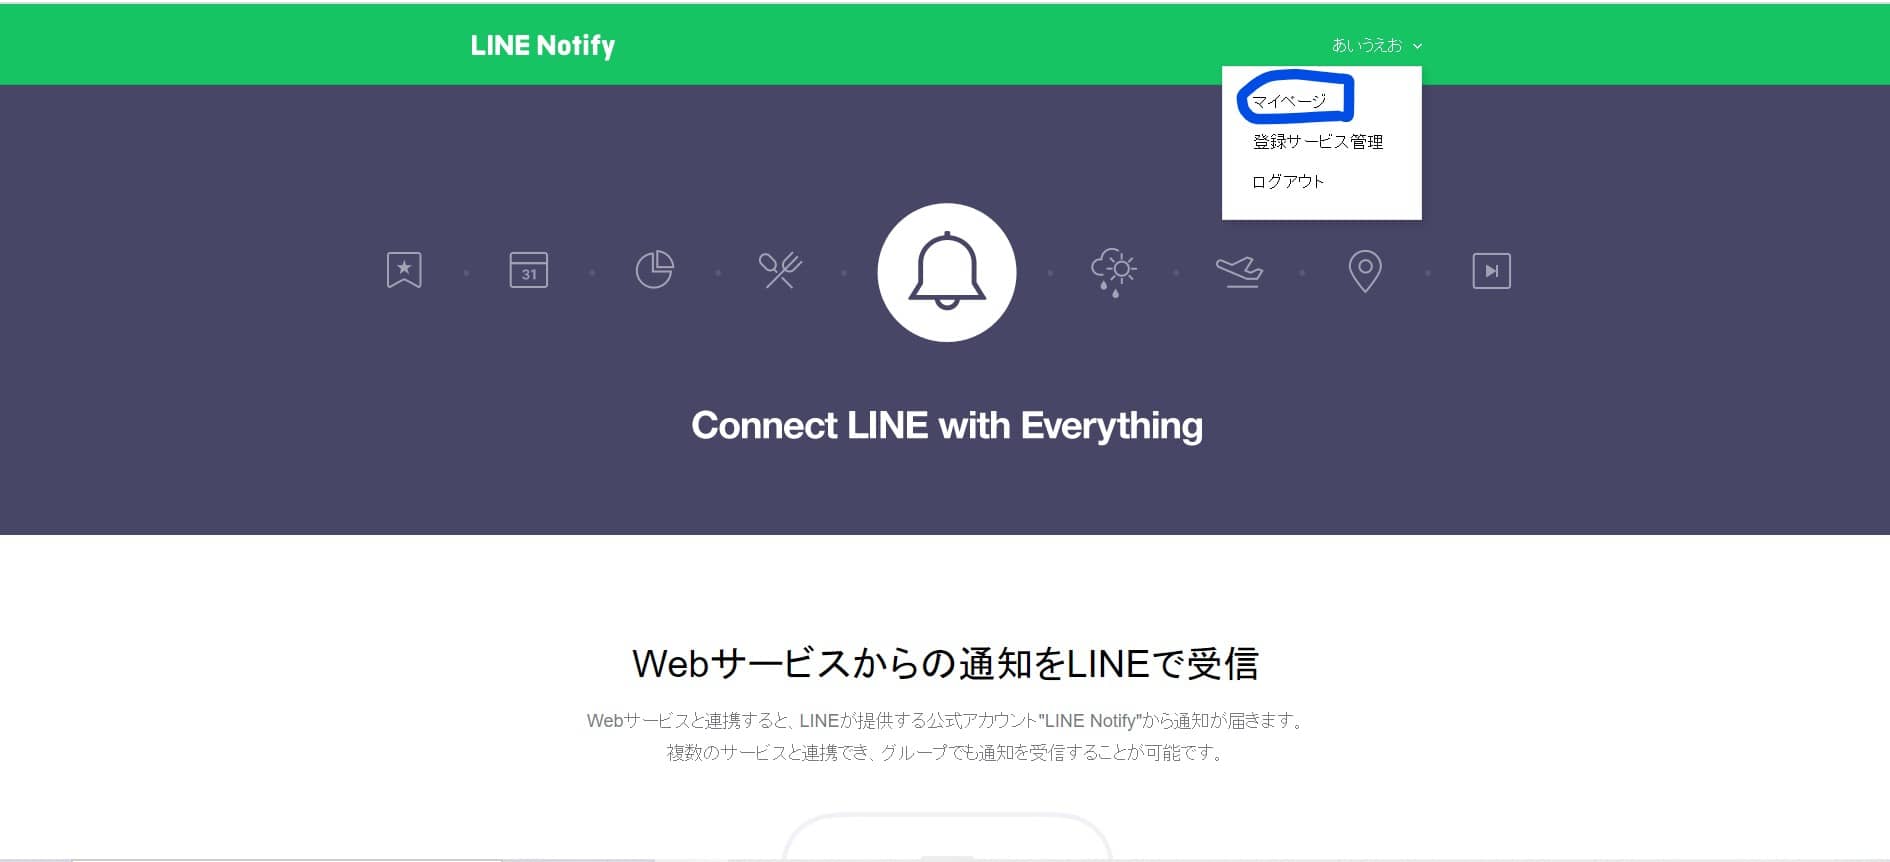 LINE Notify
あいうえお
マイページ
登録サービス管理
ログアウト
31
Connect LINE with Everything
Webサービスからの通知をLINEで受信
Webサービスと連携すると、LINEが提供する公式アカウント"LINE Notify"から通知が届きます。
複数のサービスと連携でき、グループでも通知を受信することが可能です。